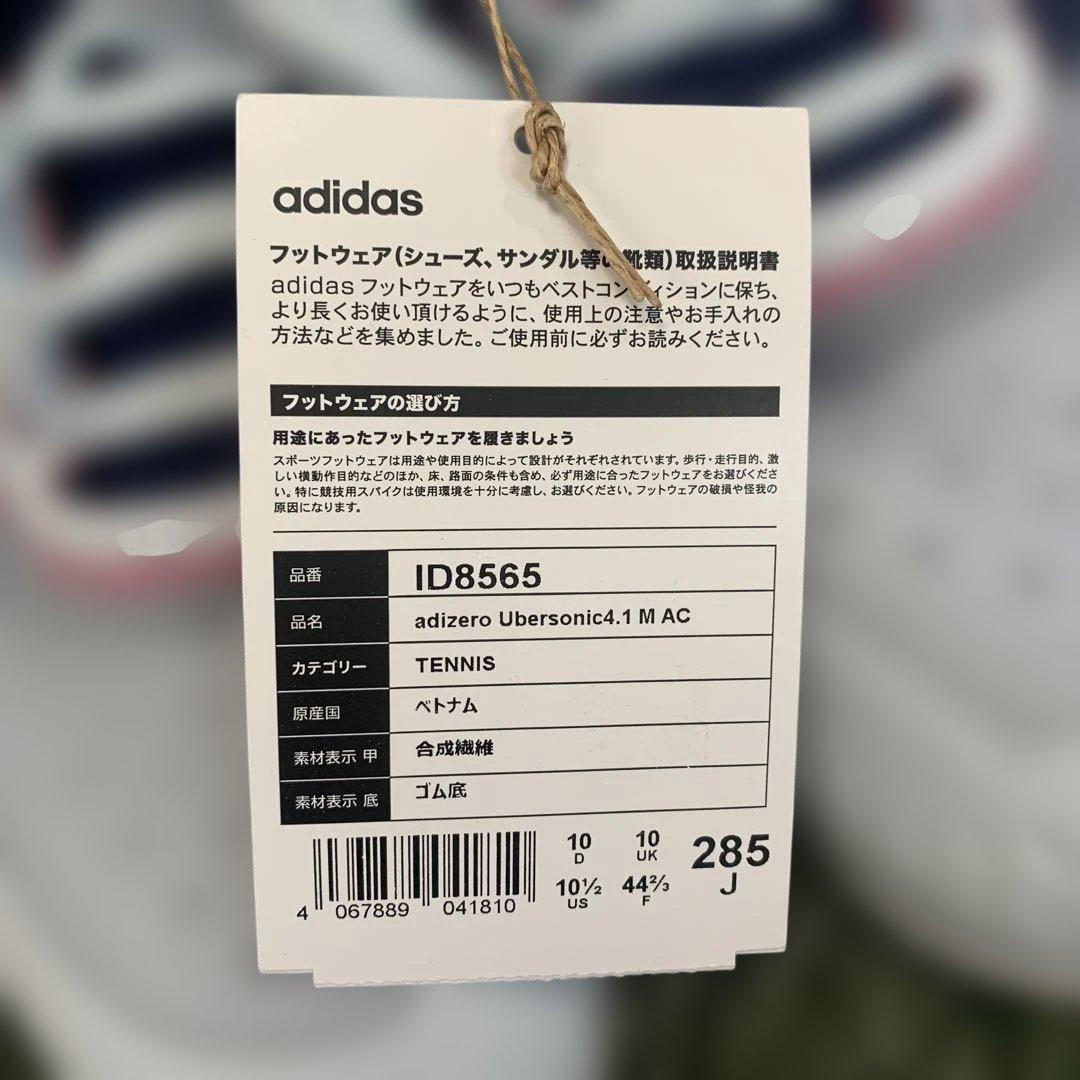 adidas
フットウェア(シューズ、サンダル等の靴類)取扱説明書
adidas フットウェアをいつもベストコンディションに保ち、
より長くお使い頂けるように、使用上の注意やお手入れの
方法などを集めました。ご使用前に必ずお読みください。
フットウェアの選び方
用途にあったフットウェアを履きましょう
スポーツフットウェアは用途や使用目的によって設計がそれぞれされています。歩行・走行目的、激
しい横動作目的などのほか、床、路面の条件も含め、必ず用途に合ったフットウェアをお選びくださ
い。特に競技用スパイクは使用環境を十分に考慮し、お選びください。フットウェアの破損や怪我の
原因になります。
品番 ID8565
品名 adizero Ubersonic4.1 M AC
カテゴリー TENNIS
原産国 ベトナム
素材表示 甲 合成繊維
素材表示 底 ゴム底
10 D 10 UK 285 J
10½ US 44⅔ F
4 067889 041810